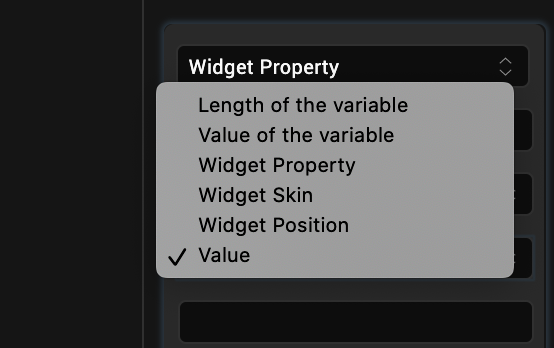 Widget Property
Length of the variable
Value of the variable
Widget Property
Widget Skin
Widget Position
Value